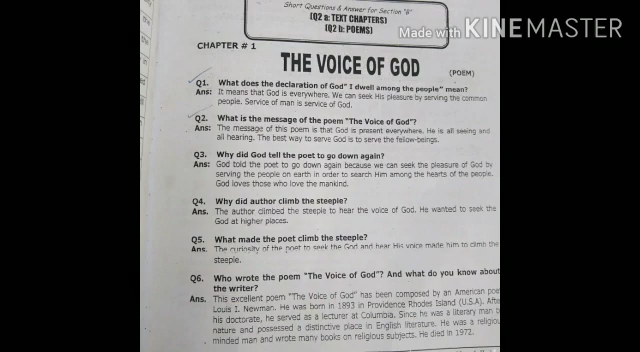 Short Questions & Answer for Section "B"
(Q2 a: TEXT CHAPTERS)
(Q2 b: POEMS)
Made with KINEMASTER
CHAPTER # 1
THE VOICE OF GOD (POEM)
Q1. What does the declaration of God" I dwell among the people" mean?
Ans: It means that God is everywhere. We can seek His pleasure by serving the common
people. Service of man is service of God.
Q2. What is the message of the poem "The Voice of God"?
Ans: The message of this poem is that God is present everywhere. He is all seeing and
all hearing. The best way to serve God is to serve the fellow-beings.
Q3. Why did God tell the poet to go down again?
Ans: God told the poet to go down again because we can seek the pleasure of God by
serving the people on earth in order to search Him among the hearts of the people.
God loves those who love the mankind.
Q4. Why did author climb the steeple?
Ans. The author climbed the steeple to hear the voice of God. He wanted to seek the
God at higher places.
Q5. What made the poet climb the steeple?
Ans. The curiosity of the poet to seek the God and hear His voice made him to climb the
steeple.
Q6. Who wrote the poem "The Voice of God"? And what do you know about
the writer?
Ans. This excellent poem "The Voice of God" has been composed by an American
Louis I. Newman. He was born in 1893 in Providence Rhodes Island (U.S.A).
his doctorate, he served as a lecturer at Columbia. Since he was a literary man
nature and possessed a distinctive place in English literature. He was a
minded man and wrote many books on religious subjects. He died in 1972.